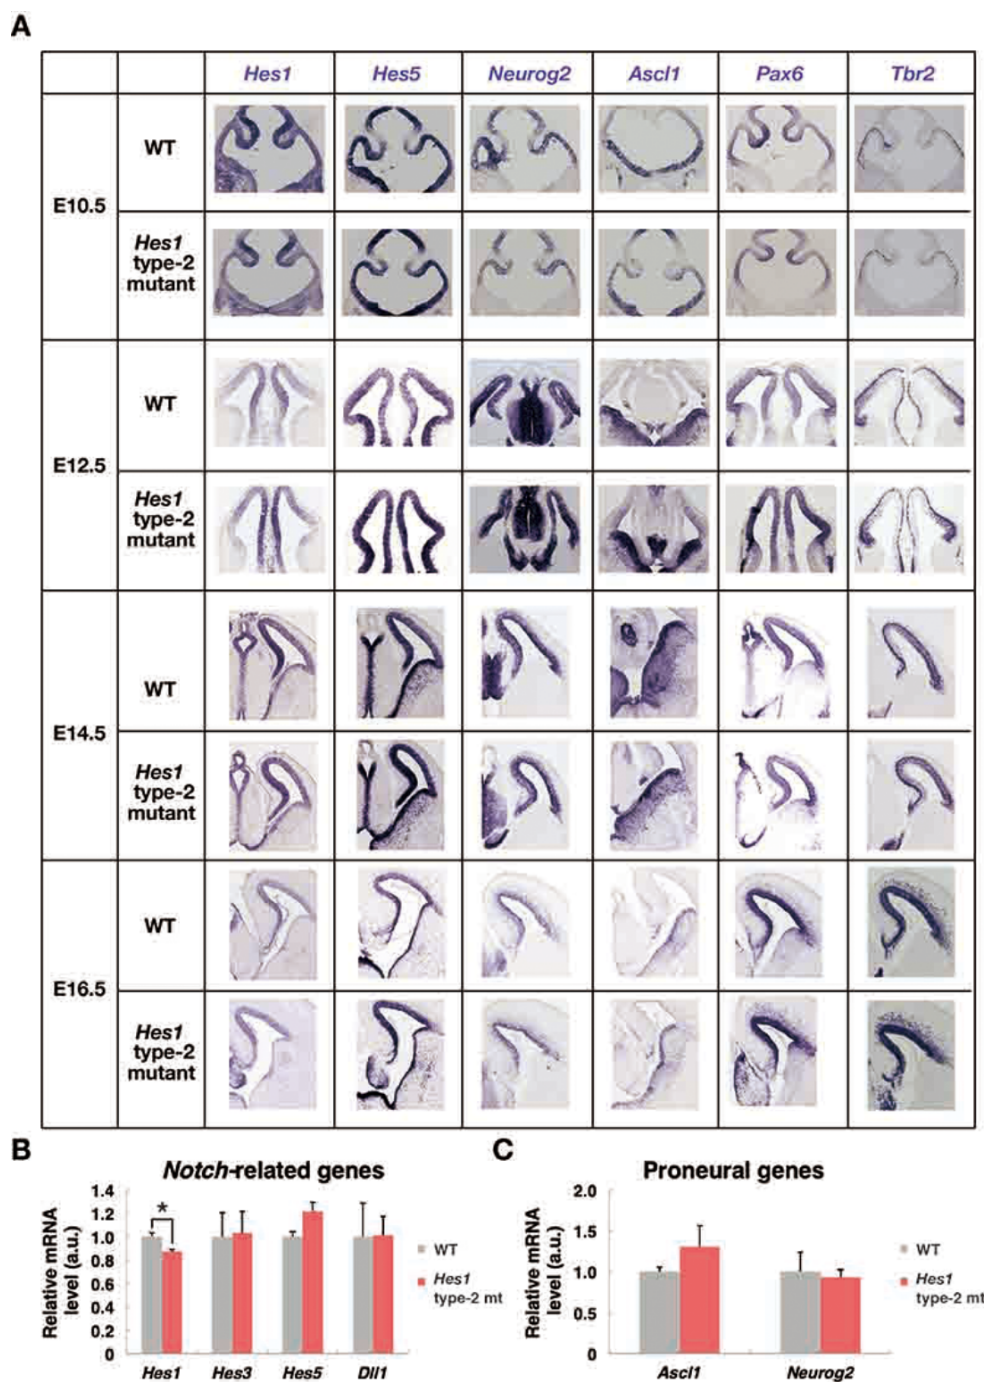 A
Hes1 Hes5 Neurog2 Ascl1 Pax6 Tbr2
E10.5
WT
Hes1
type-2
mutant
E12.5
WT
Hes1
type-2
mutant
E14.5
WT
Hes1
type-2
mutant
E16.5
WT
Hes1
type-2
mutant
B
Notch-related genes
Relative mRNA
level (a.u.)
1.4
1.2
1.0
0.8
0.6
0.4
0.2
0
*
Hes1 Hes3 Hes5 Dll1
WT
Hes1
type-2 mt
C
Proneural genes
Relative mRNA
level (a.u.)
2.0
1.5
1.0
0.5
0
Ascl1 Neurog2
WT
Hes1
type-2 mt